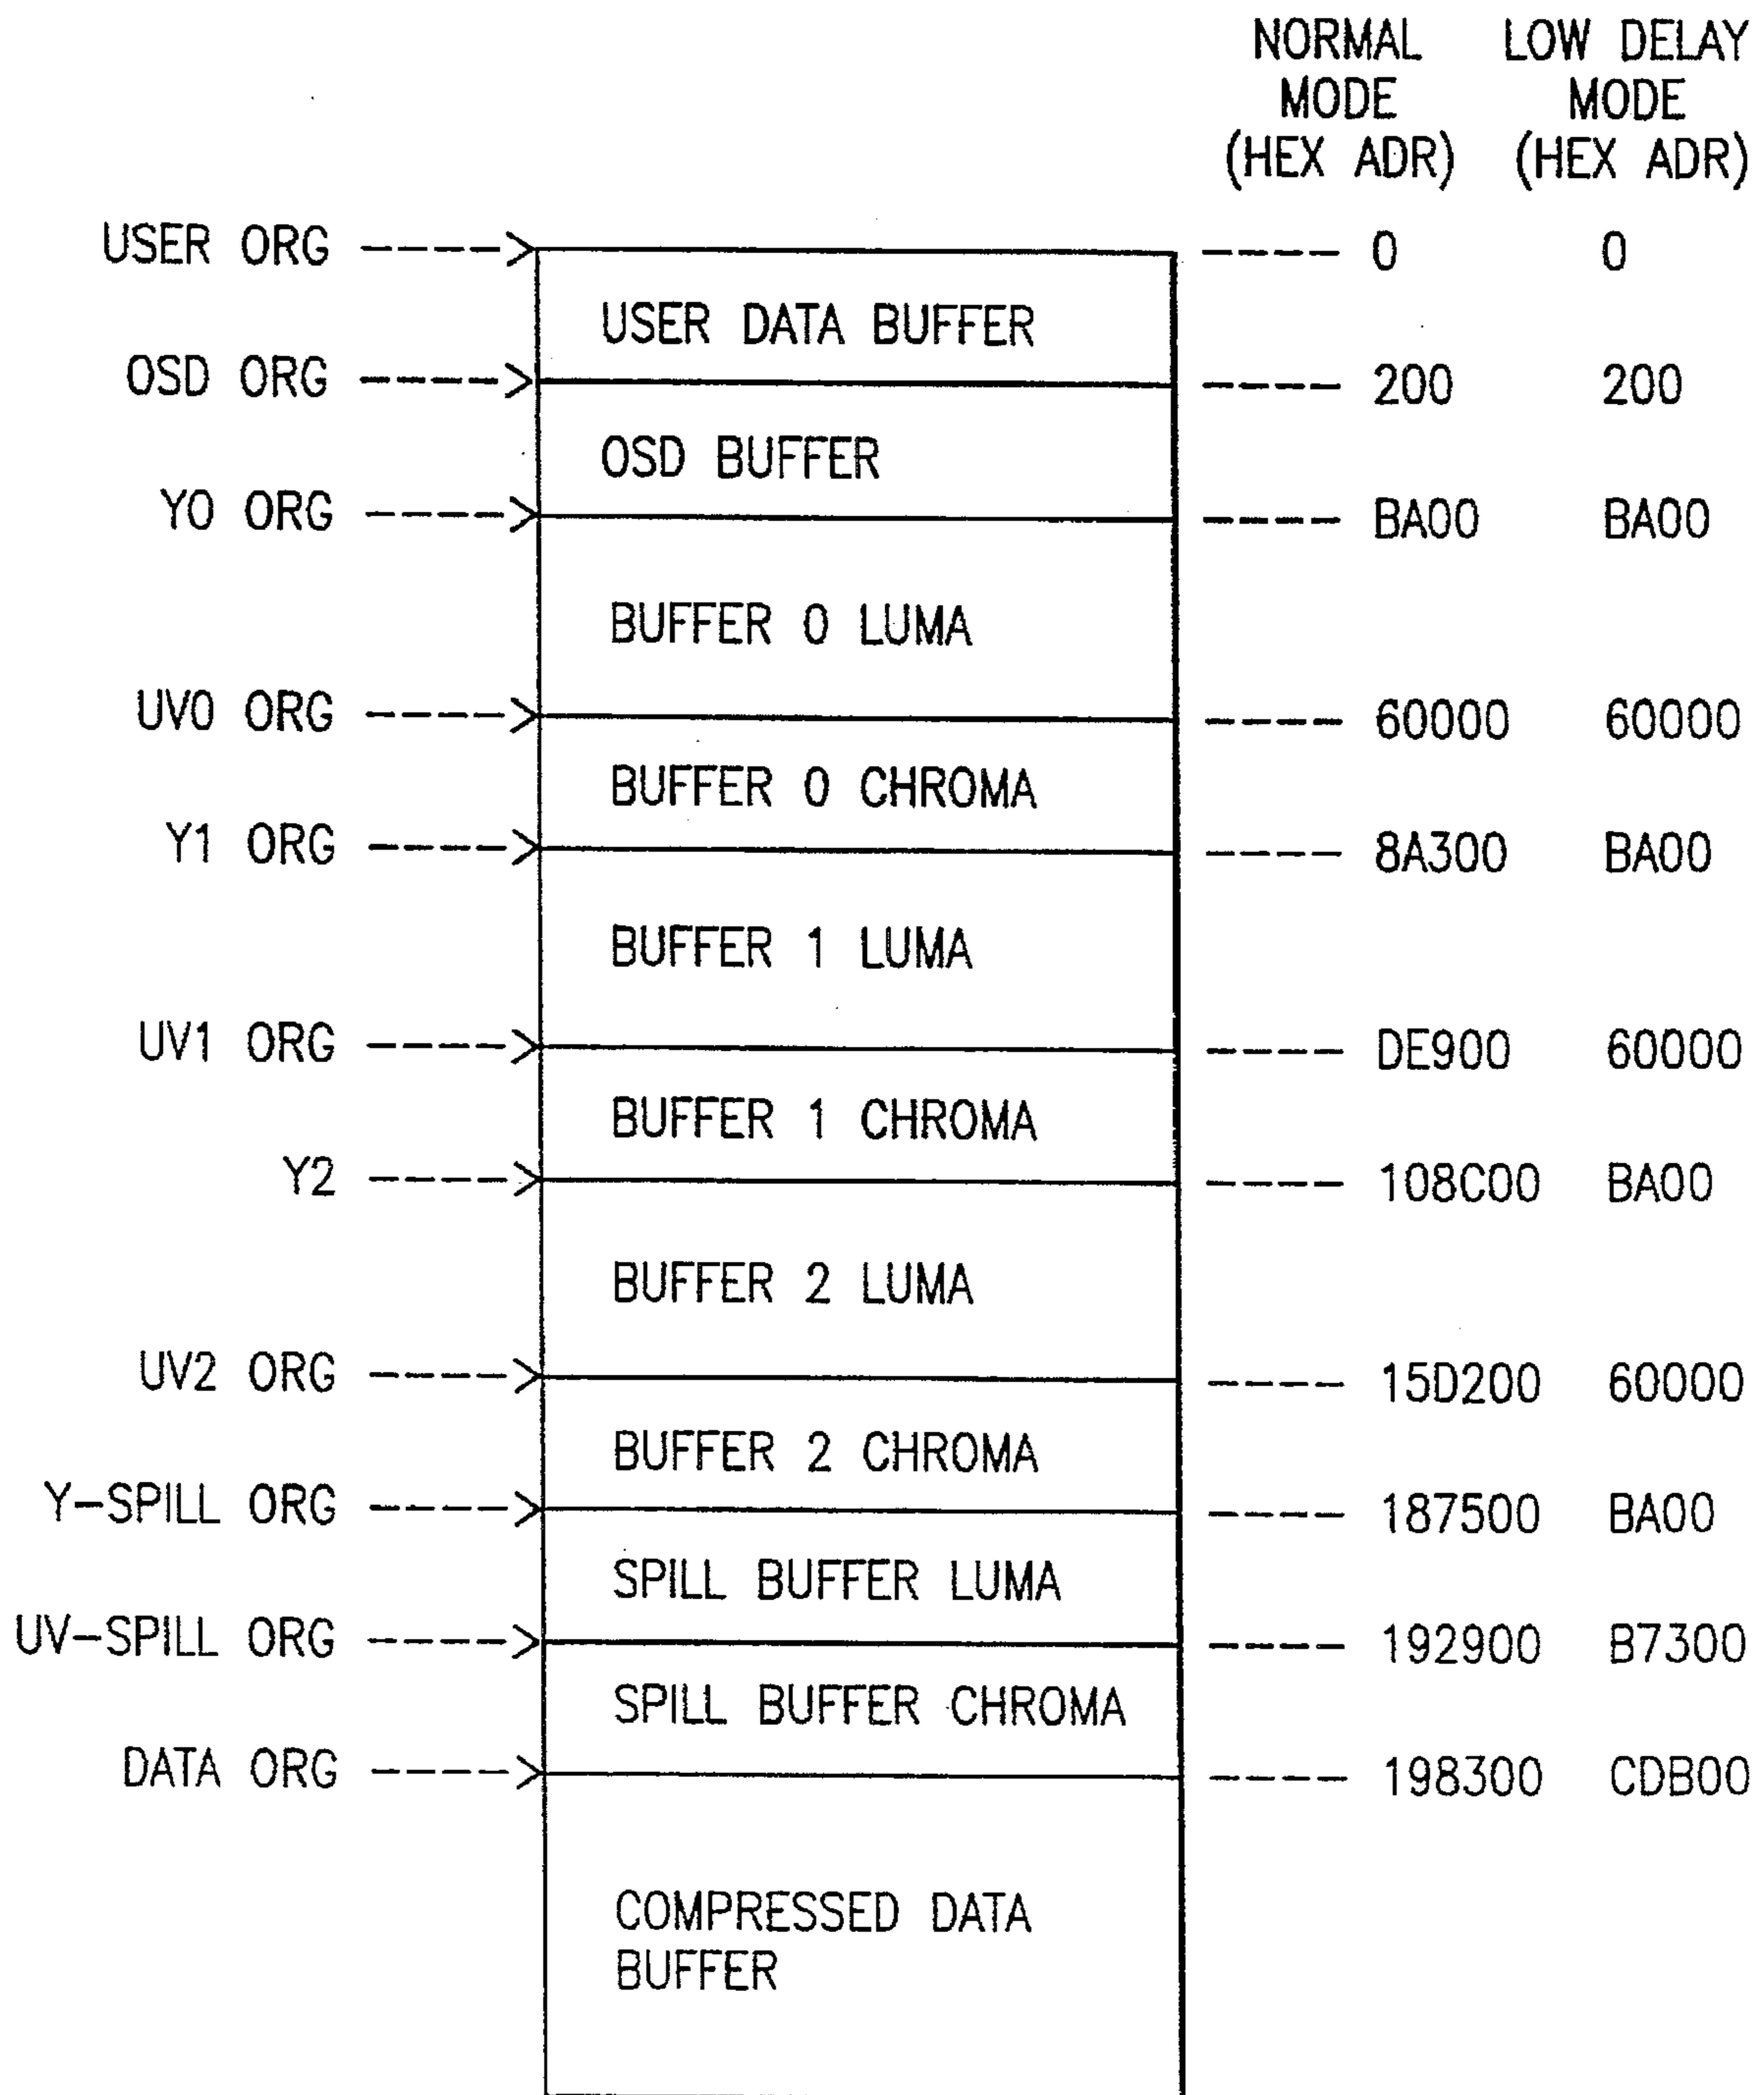 NORMAL MODE (HEX ADR)
LOW DELAY MODE (HEX ADR)
USER ORG ----> ---- 0 0
USER DATA BUFFER
OSD ORG ----> ---- 200 200
OSD BUFFER
Y0 ORG ----> ---- BA00 BA00
BUFFER 0 LUMA
UV0 ORG ----> ---- 60000 60000
BUFFER 0 CHROMA
Y1 ORG ----> ---- 8A300 BA00
BUFFER 1 LUMA
UV1 ORG ----> ---- DE900 60000
BUFFER 1 CHROMA
Y2 ----> ---- 108C00 BA00
BUFFER 2 LUMA
UV2 ORG ----> ---- 15D200 60000
BUFFER 2 CHROMA
Y-SPILL ORG ----> ---- 187500 BA00
SPILL BUFFER LUMA
UV-SPILL ORG ----> ---- 192900 B7300
SPILL BUFFER CHROMA
DATA ORG ----> ---- 198300 CDB00
COMPRESSED DATA
BUFFER